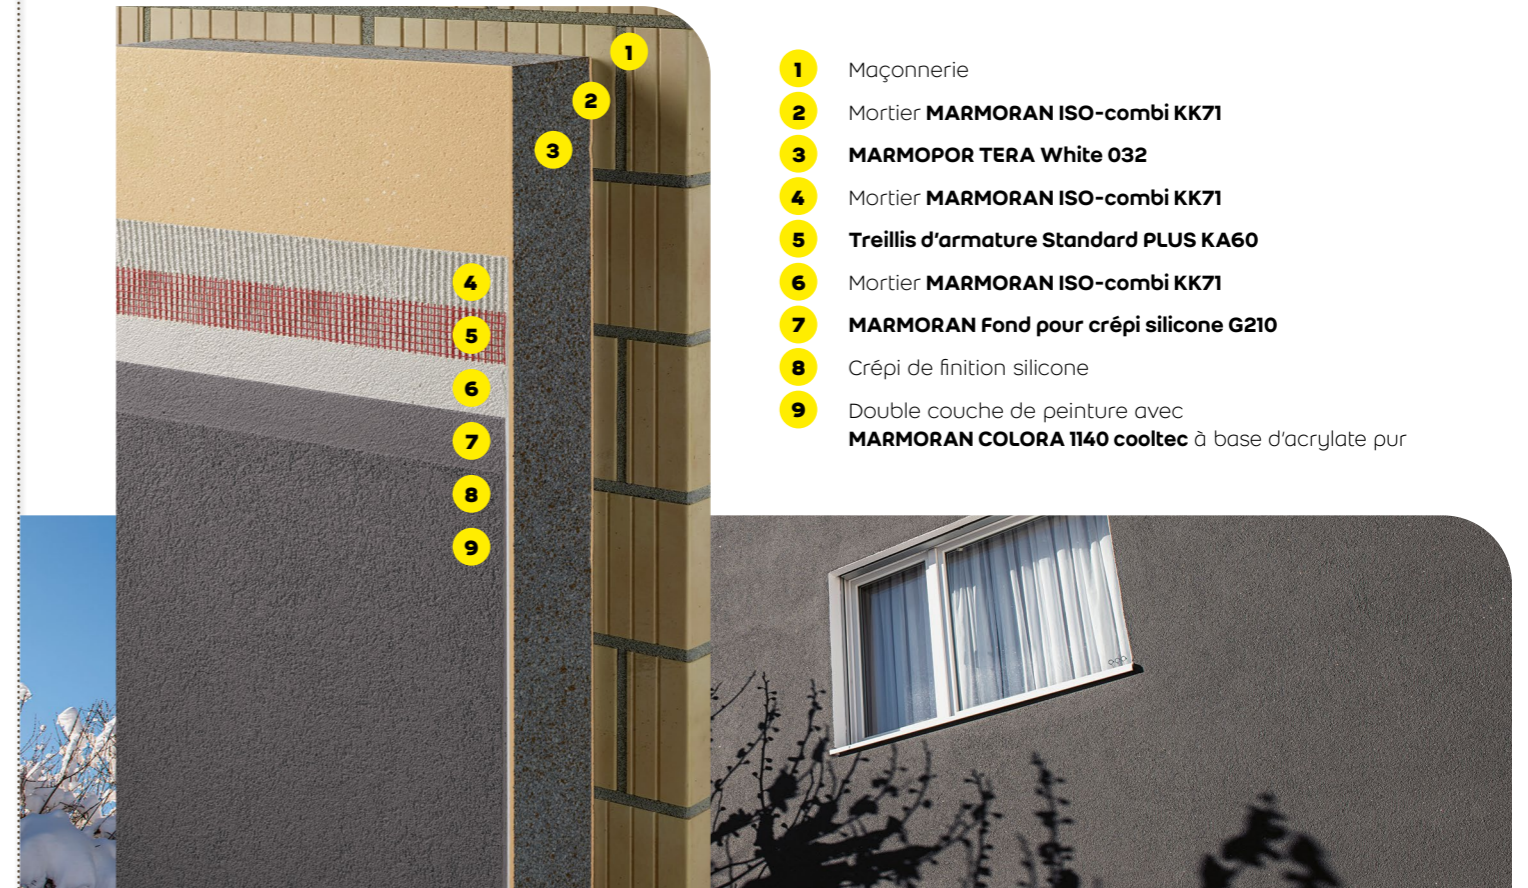 1
2
3
4
5
6
7
8
9
1 Maçonnerie
2 Mortier MARMORAN ISO-combi KK71
3 MARMOPOR TERA White 032
4 Mortier MARMORAN ISO-combi KK71
5 Treillis d'armature Standard PLUS KA60
6 Mortier MARMORAN ISO-combi KK71
7 MARMORAN Fond pour crépi silicone G210
8 Crépi de finition silicone
9 Double couche de peinture avec
MARMORAN COLORA 1140 cooltec à base d'acrylate pur